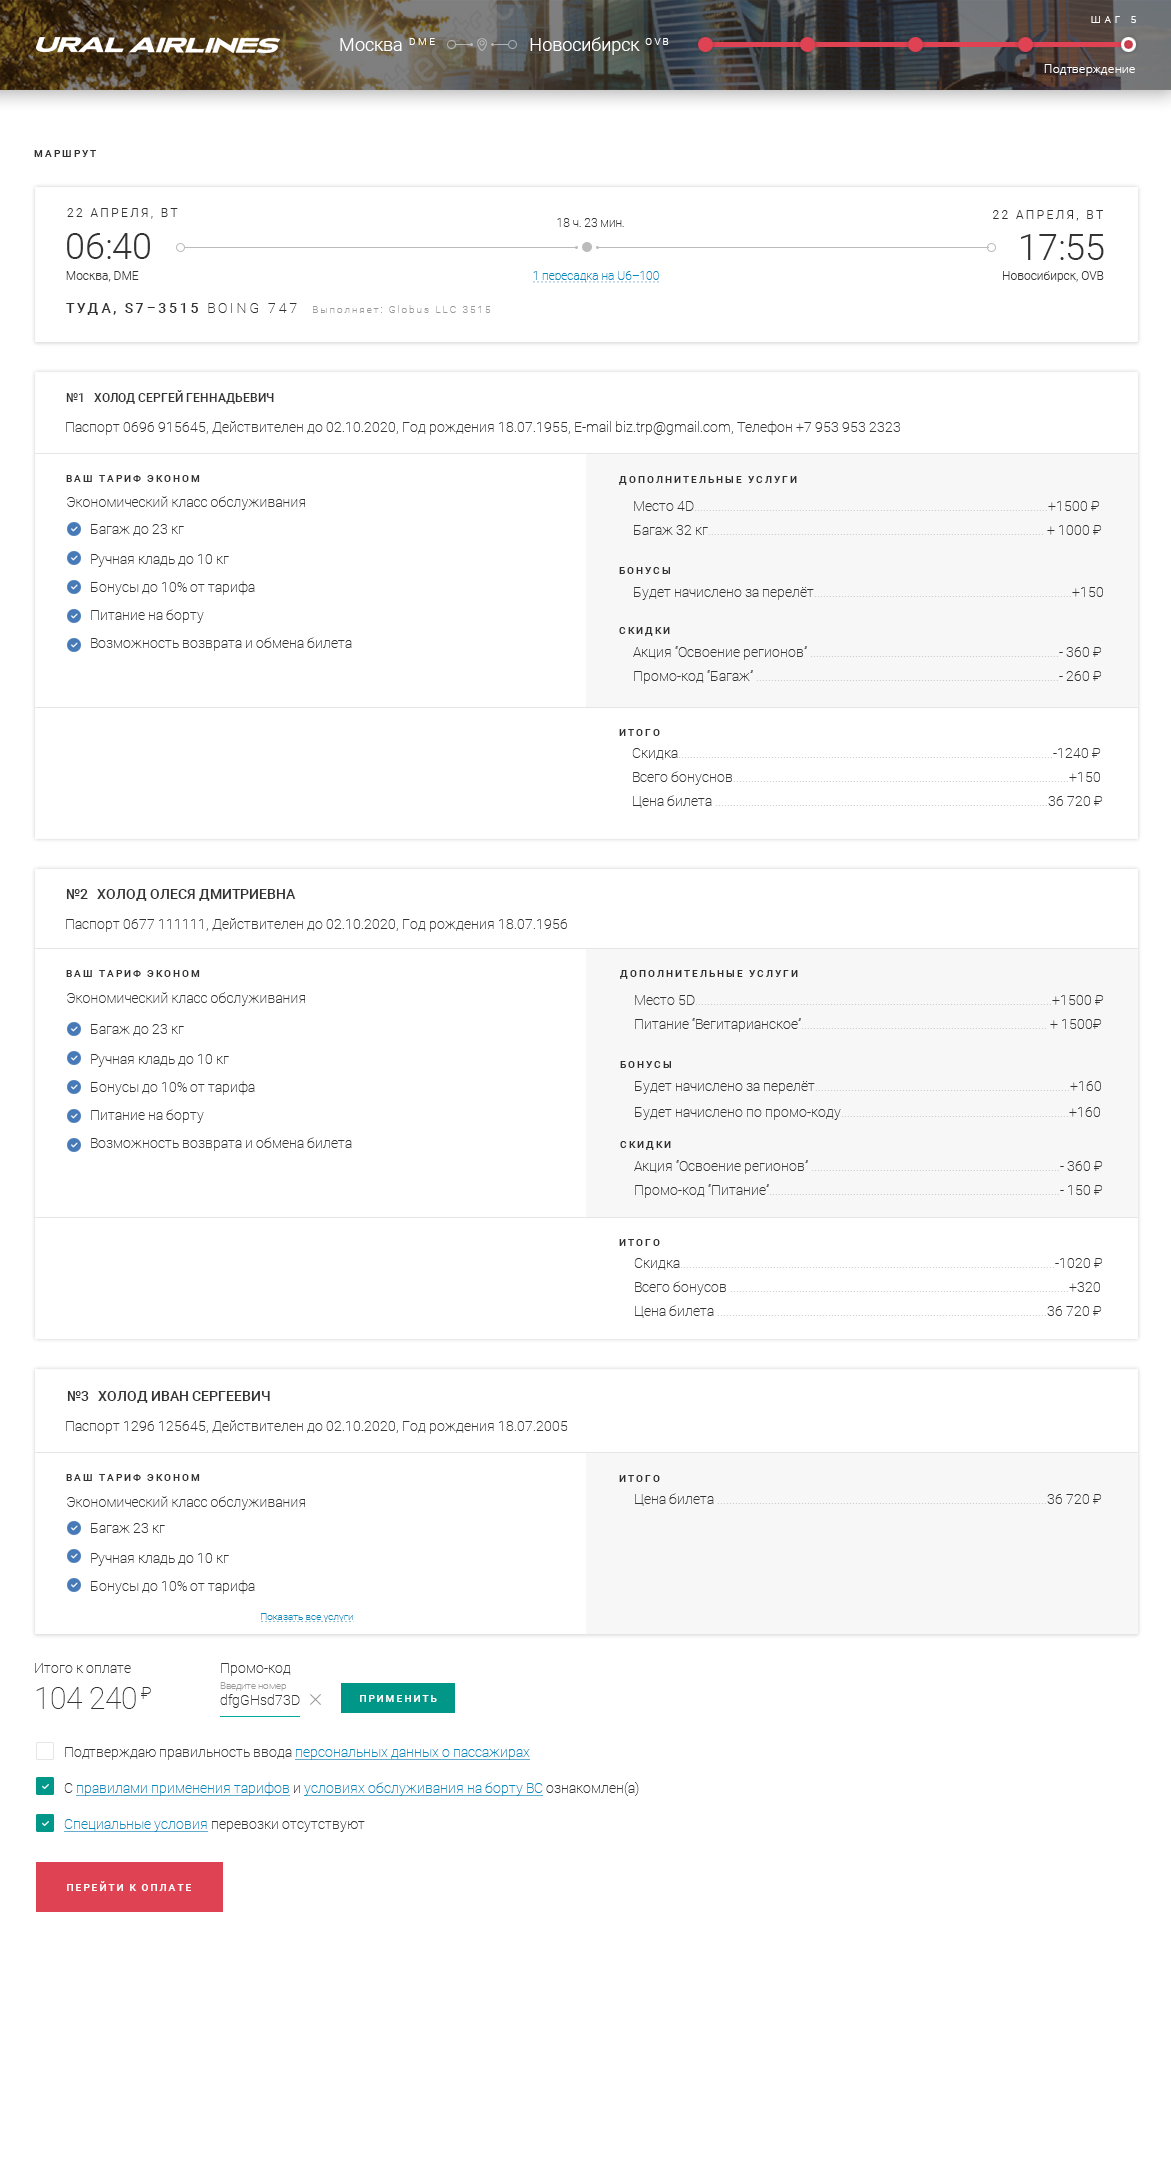 ШАГ 5
URAL AIRLINES
Москва DME
Новосибирск OVB
Подтверждение
МАРШРУТ
22 АПРЕЛЯ, ВТ
18 ч. 23 мин.
22 АПРЕЛЯ, ВТ
06:40
17:55
Москва, DME
1 пересадка на U6–100
Новосибирск, OVB
ТУДА, S7–3515 BOING 747 Выполняет: Globus LLC 3515
№1 ХОЛОД СЕРГЕЙ ГЕННАДЬЕВИЧ
Паспорт 0696 915645, Действителен до 02.10.2020, Год рождения 18.07.1955, E-mail biz.trp@gmail.com, Телефон +7 953 953 2323
ВАШ ТАРИФ ЭКОНОМ
Экономический класс обслуживания
Багаж до 23 кг
Ручная кладь до 10 кг
Бонусы до 10% от тарифа
Питание на борту
Возможность возврата и обмена билета
ДОПОЛНИТЕЛЬНЫЕ УСЛУГИ
Место 4D +1500 ₽
Багаж 32 кг + 1000 ₽
БОНУСЫ
Будет начислено за перелёт +150
СКИДКИ
Акция “Освоение регионов” - 360 ₽
Промо-код “Багаж” - 260 ₽
ИТОГО
Скидка -1240 ₽
Всего бонуснов +150
Цена билета 36 720 ₽
№2 ХОЛОД ОЛЕСЯ ДМИТРИЕВНА
Паспорт 0677 111111, Действителен до 02.10.2020, Год рождения 18.07.1956
ВАШ ТАРИФ ЭКОНОМ
Экономический класс обслуживания
Багаж до 23 кг
Ручная кладь до 10 кг
Бонусы до 10% от тарифа
Питание на борту
Возможность возврата и обмена билета
ДОПОЛНИТЕЛЬНЫЕ УСЛУГИ
Место 5D +1500 ₽
Питание “Вегитарианское” + 1500₽
БОНУСЫ
Будет начислено за перелёт +160
Будет начислено по промо-коду +160
СКИДКИ
Акция “Освоение регионов” - 360 ₽
Промо-код “Питание” - 150 ₽
ИТОГО
Скидка -1020 ₽
Всего бонусов +320
Цена билета 36 720 ₽
№3 ХОЛОД ИВАН СЕРГЕЕВИЧ
Паспорт 1296 125645, Действителен до 02.10.2020, Год рождения 18.07.2005
ВАШ ТАРИФ ЭКОНОМ
Экономический класс обслуживания
Багаж 23 кг
Ручная кладь до 10 кг
Бонусы до 10% от тарифа
Показать все услуги
ИТОГО
Цена билета 36 720 ₽
Итого к оплате
104 240 ₽
Промо-код
Введите номер
dfgGHsd73D
ПРИМЕНИТЬ
Подтверждаю правильность ввода персональных данных о пассажирах
С правилами применения тарифов и условиях обслуживания на борту ВС ознакомлен(а)
Специальные условия перевозки отсутствуют
ПЕРЕЙТИ К ОПЛАТЕ